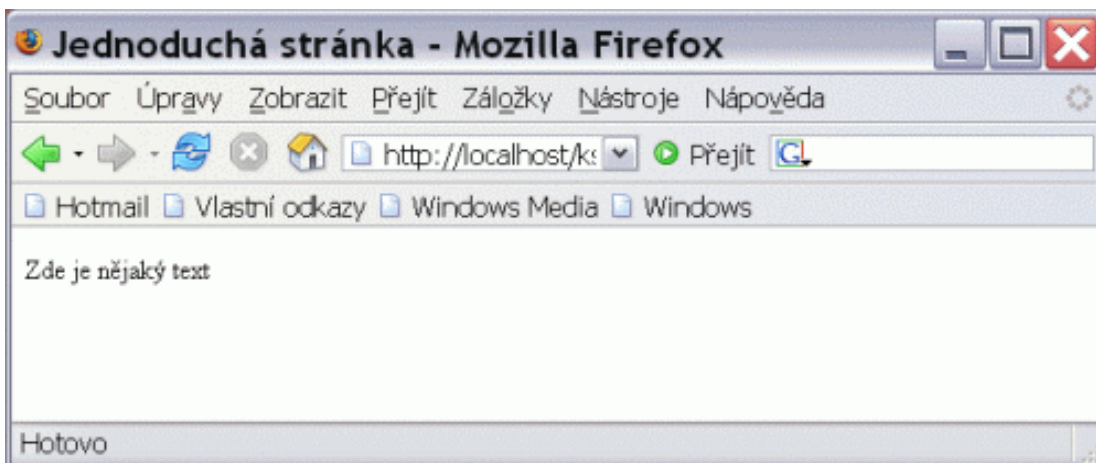 Jednoduchá stránka - Mozilla Firefox
Soubor Úpravy Zobrazit Přejít Záložky Nástroje Nápověda
http://localhost/ks Přejít G
Hotmail Vlastní odkazy Windows Media Windows
Zde je nějaký text
Hotovo